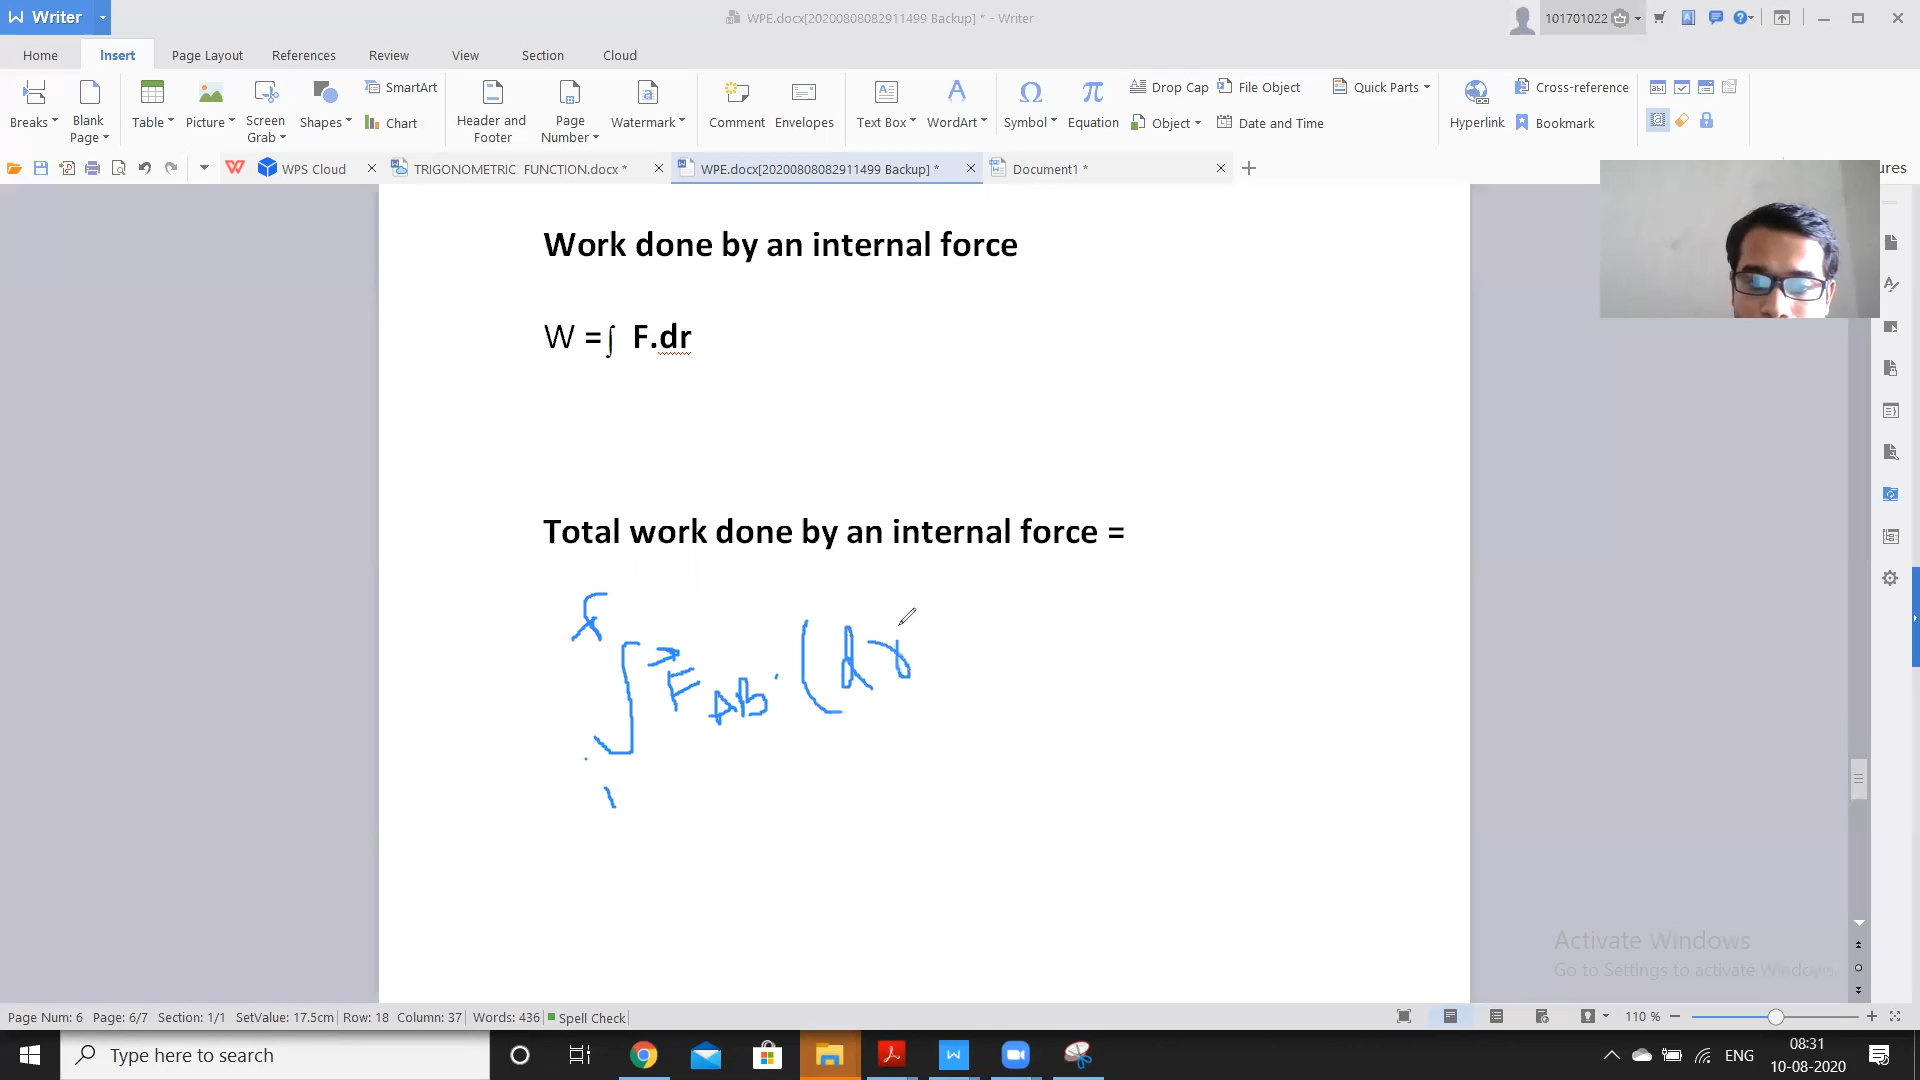 Writer
WPE.docx[20200808082911499 Backup] * - Writer
101701022
Home Insert Page Layout References Review View Section Cloud
Breaks
Blank Page
Table
Picture
Screen Grab
Shapes
SmartArt
Chart
Header and Footer
Page Number
Watermark
Comment
Envelopes
Text Box
WordArt
Symbol
Equation
Drop Cap
Object
File Object
Date and Time
Quick Parts
Hyperlink
Cross-reference
Bookmark
WPS Cloud
TRIGONOMETRIC FUNCTION.docx *
WPE.docx[20200808082911499 Backup] *
Document1 *
ures
Work done by an internal force
W =∫ F.dr
Total work done by an internal force =
f
∫ F⃗ AB . (dr
i
Activate Windows
Go to Settings to activate Windows.
Page Num: 6 Page: 6/7 Section: 1/1 SetValue: 17.5cm Row: 18 Column: 37 Words: 436 Spell Check
110 %
Type here to search
ENG
08:31
10-08-2020